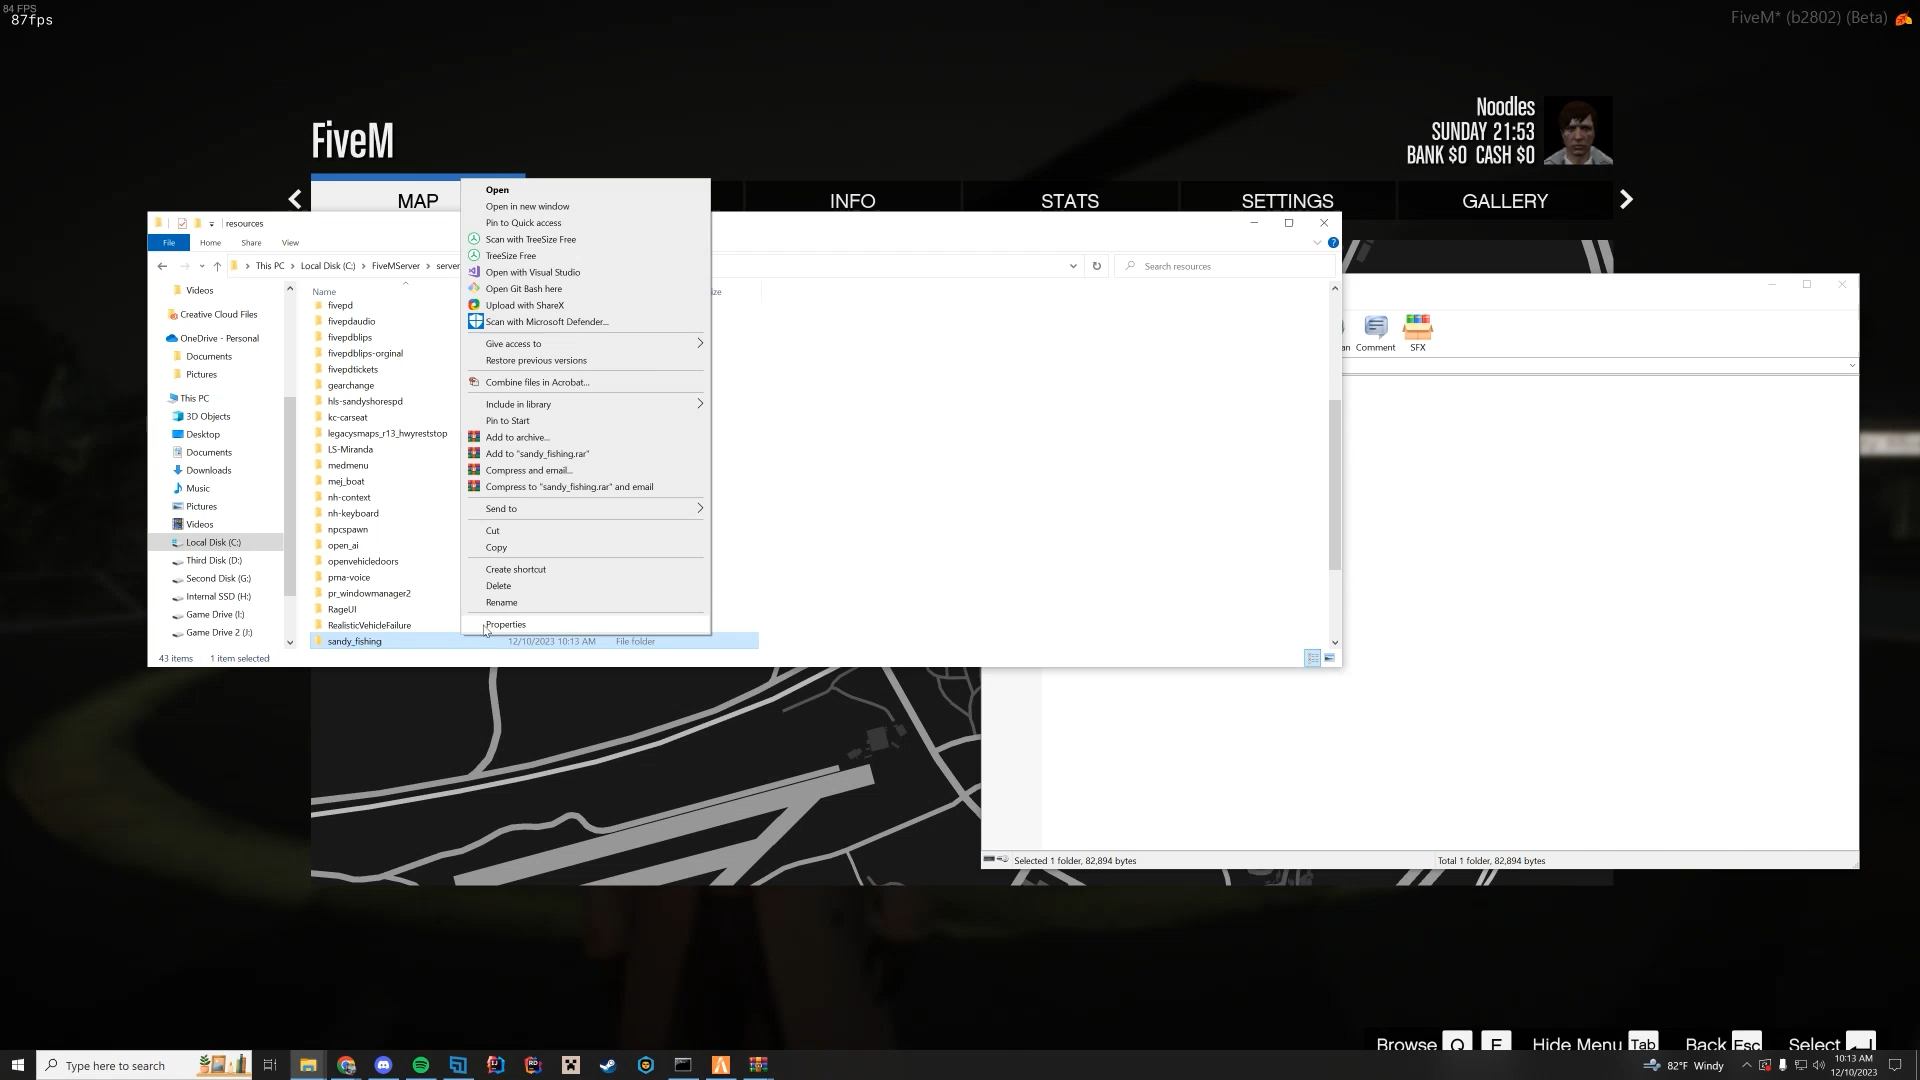 84 FPS
87fps
FiveM* (b2802) (Beta)
FiveM
Noodles
SUNDAY 21:53
BANK $0 CASH $0
MAP
INFO
STATS
SETTINGS
GALLERY
resources
File
Home
Share
View
This PC
Local Disk (C:)
FiveMServer
server
Search resources
Videos
Creative Cloud Files
OneDrive - Personal
Documents
Pictures
This PC
3D Objects
Desktop
Documents
Downloads
Music
Pictures
Videos
Local Disk (C:)
Third Disk (D:)
Second Disk (G:)
Internal SSD (H:)
Game Drive (I:)
Game Drive 2 (J:)
Name
fivepd
fivepdaudio
fivepdblips
fivepdblips-orginal
fivepdtickets
gearchange
hls-sandyshorespd
kc-carseat
legacysmaps_r13_hwyreststop
LS-Miranda
medmenu
mej_boat
nh-context
nh-keyboard
npcspawn
open_ai
openvehicledoors
pma-voice
pr_windowmanager2
RageUI
RealisticVehicleFailure
sandy_fishing
12/10/2023 10:13 AM
File folder
43 items
1 item selected
Open
Open in new window
Pin to Quick access
Scan with TreeSize Free
TreeSize Free
Open with Visual Studio
Open Git Bash here
Upload with ShareX
Scan with Microsoft Defender...
Give access to
Restore previous versions
Combine files in Acrobat...
Include in library
Pin to Start
Add to archive...
Add to "sandy_fishing.rar"
Compress and email...
Compress to "sandy_fishing.rar" and email
Send to
Cut
Copy
Create shortcut
Delete
Rename
Properties
Comment
SFX
Selected 1 folder, 82,894 bytes
Total 1 folder, 82,894 bytes
Browse Q E Hide Menu Tab Back Esc Select
Type here to search
82°F Windy
10:13 AM
12/10/2023